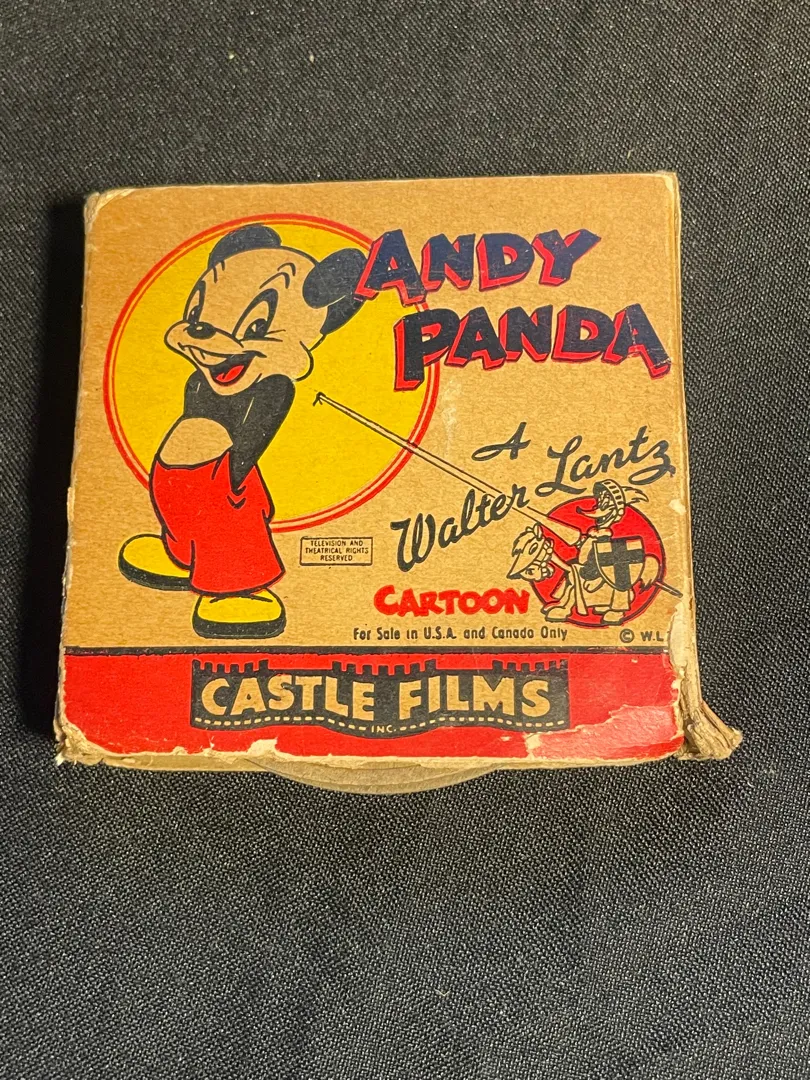 ANDY
PANDA
A
Walter Lantz
CARTOON
TELEVISION AND
THEATRICAL RIGHTS
RESERVED
For Sale in U.S.A. and Canada Only
© W.L.
CASTLE FILMS
INC.